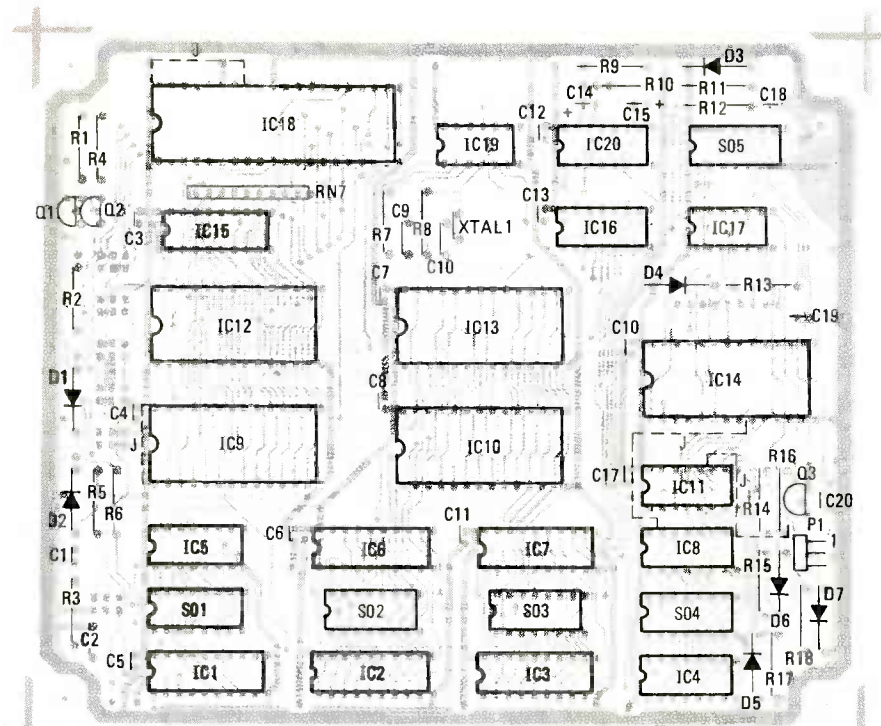 J
D3
R9
R10
R11
C14
C15
R12
C18
C12
IC18
IC19
IC20
SO5
R1
R4
RN7
Q1
Q2
C3
IC15
R7
C9
R8
XTAL1
C10
C13
IC16
IC17
C7
D4
R13
R2
IC12
IC13
C19
C10
IC14
D1
C8
C4
J
IC9
IC10
J
R16
C17
IC11
J
R14
Q3
C20
R5
R6
D2
P1
1
C1
IC5
C6
IC6
C11
IC7
IC8
R15
D6
D7
R3
SO1
SO2
SO3
SO4
C2
C5
IC1
IC2
IC3
IC4
D5
R17
R18